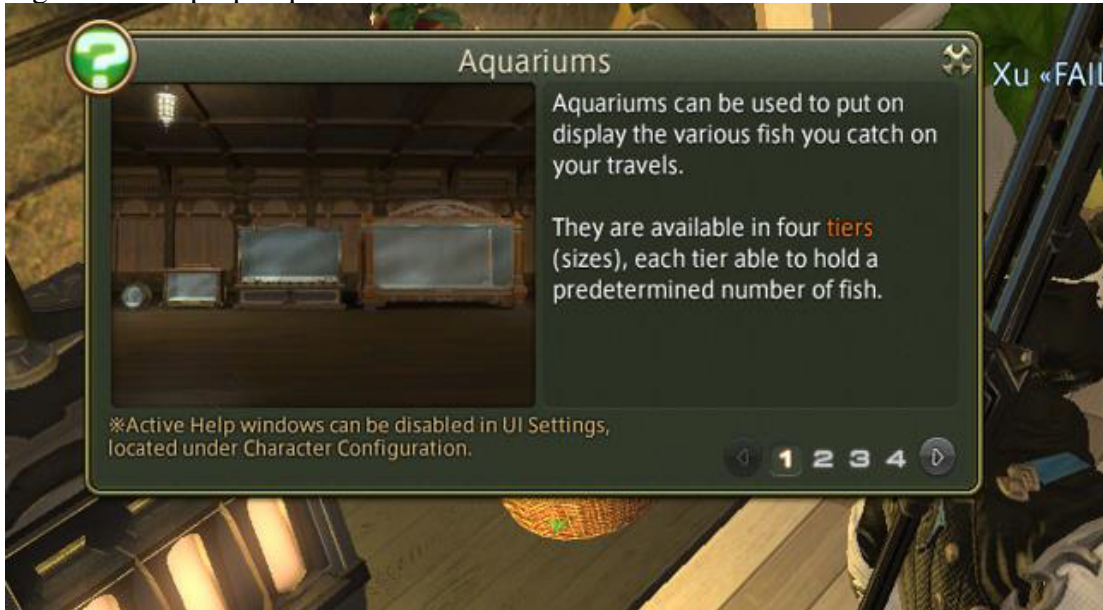 Aquariums
Xu «FAIL
Aquariums can be used to put on
display the various fish you catch on
your travels.
They are available in four tiers
(sizes), each tier able to hold a
predetermined number of fish.
※Active Help windows can be disabled in UI Settings,
located under Character Configuration.
1 2 3 4